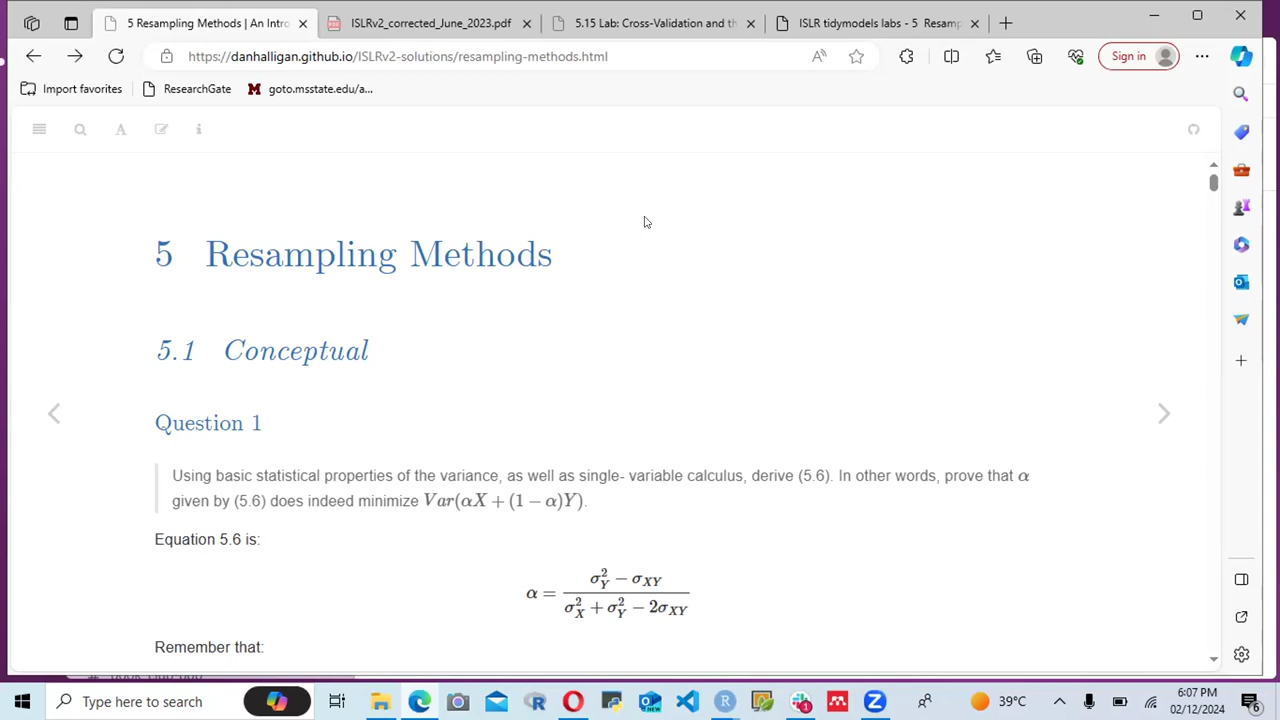 5 Resampling Methods | An Intro
ISLRv2_corrected_June_2023.pdf
5.15 Lab: Cross-Validation and th
ISLR tidymodels labs - 5 Resamp
https://danhalligan.github.io/ISLRv2-solutions/resampling-methods.html
Sign in
Import favorites
ResearchGate
goto.msstate.edu/a...
5 Resampling Methods
5.1 Conceptual
Question 1
Using basic statistical properties of the variance, as well as single- variable calculus, derive (5.6). In other words, prove that α
given by (5.6) does indeed minimize Var(αX + (1 − α)Y).
Equation 5.6 is:
α = (σ²_Y − σ_XY) / (σ²_X + σ²_Y − 2σ_XY)
Remember that:
Type here to search
39°C
6:07 PM
02/12/2024
6